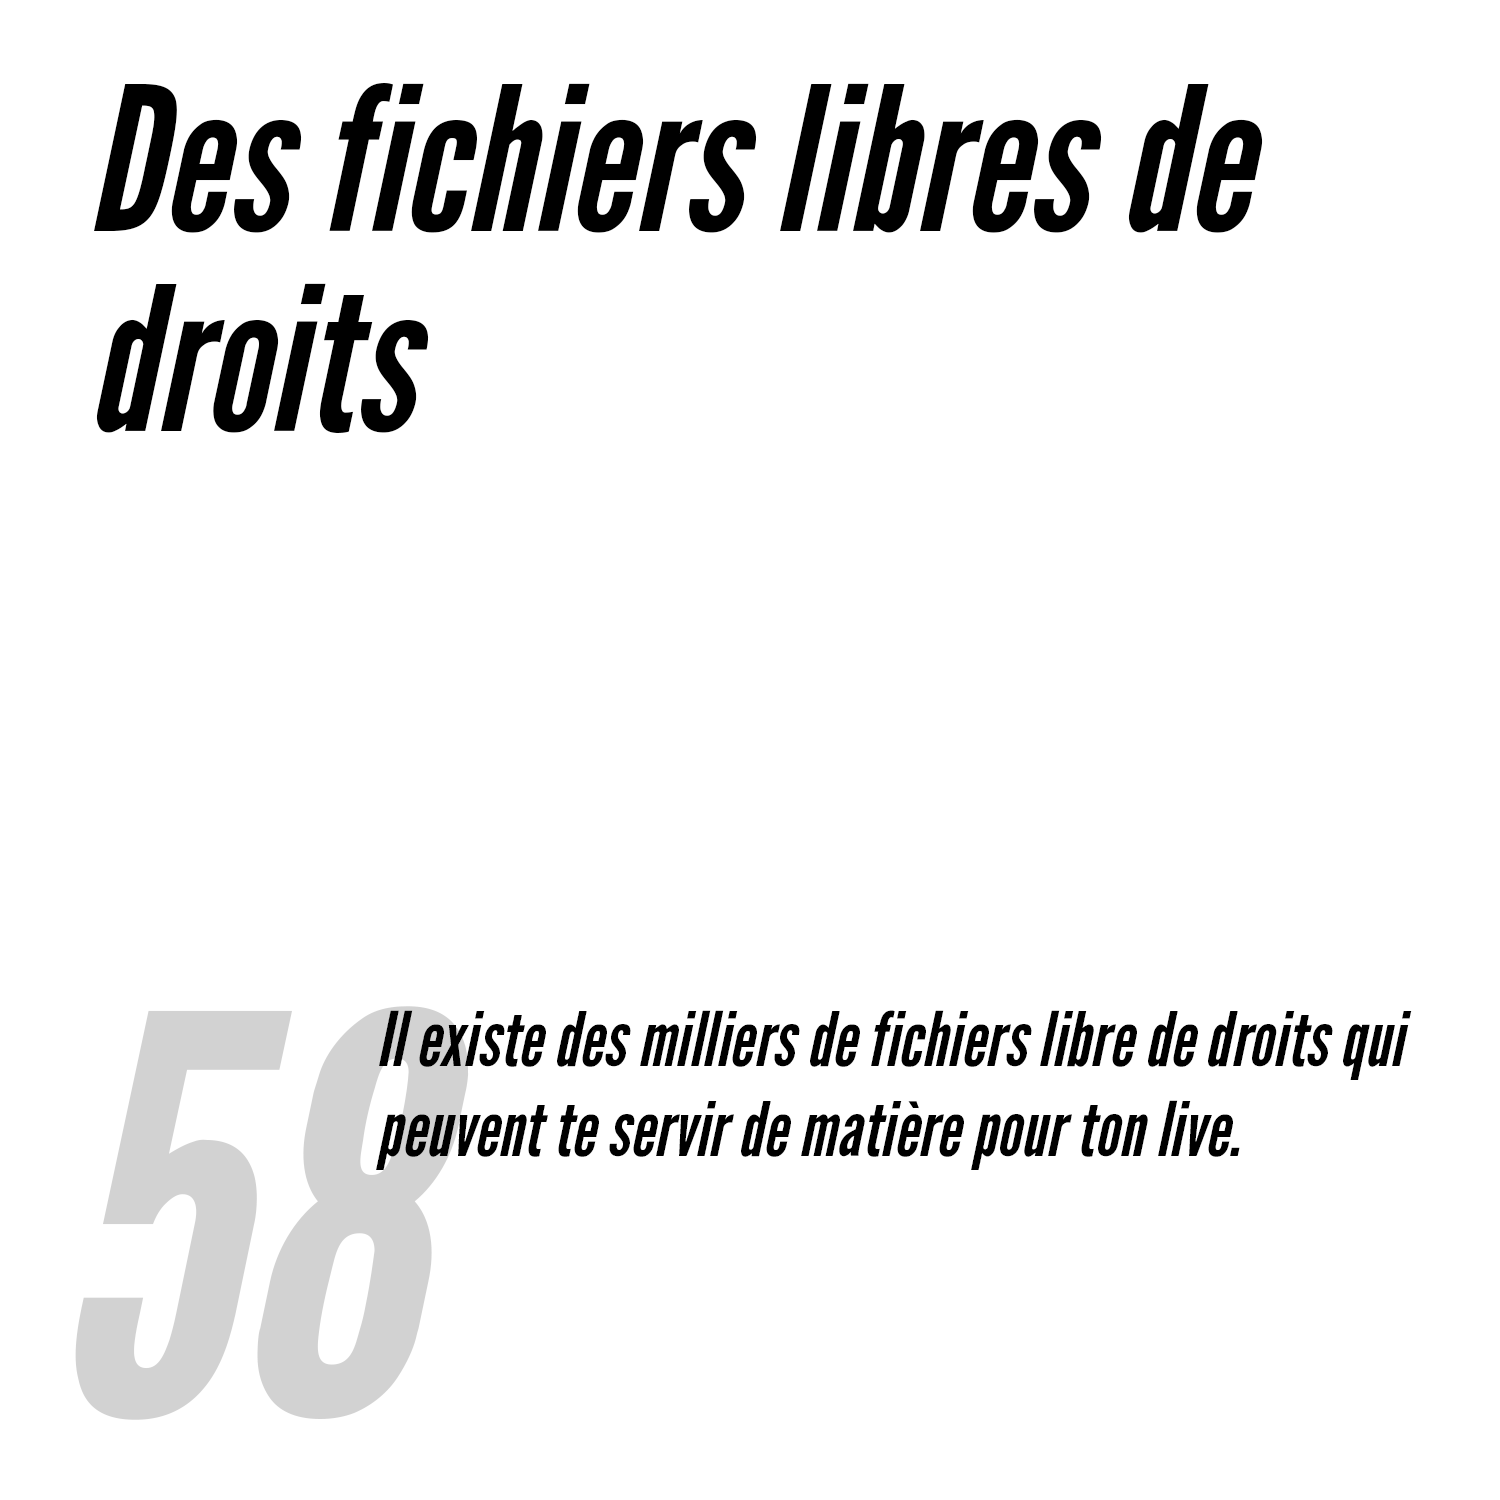 Des fichiers libres de
droits
Il existe des milliers de fichiers libre de droits qui
peuvent te servir de matière pour ton live.
58